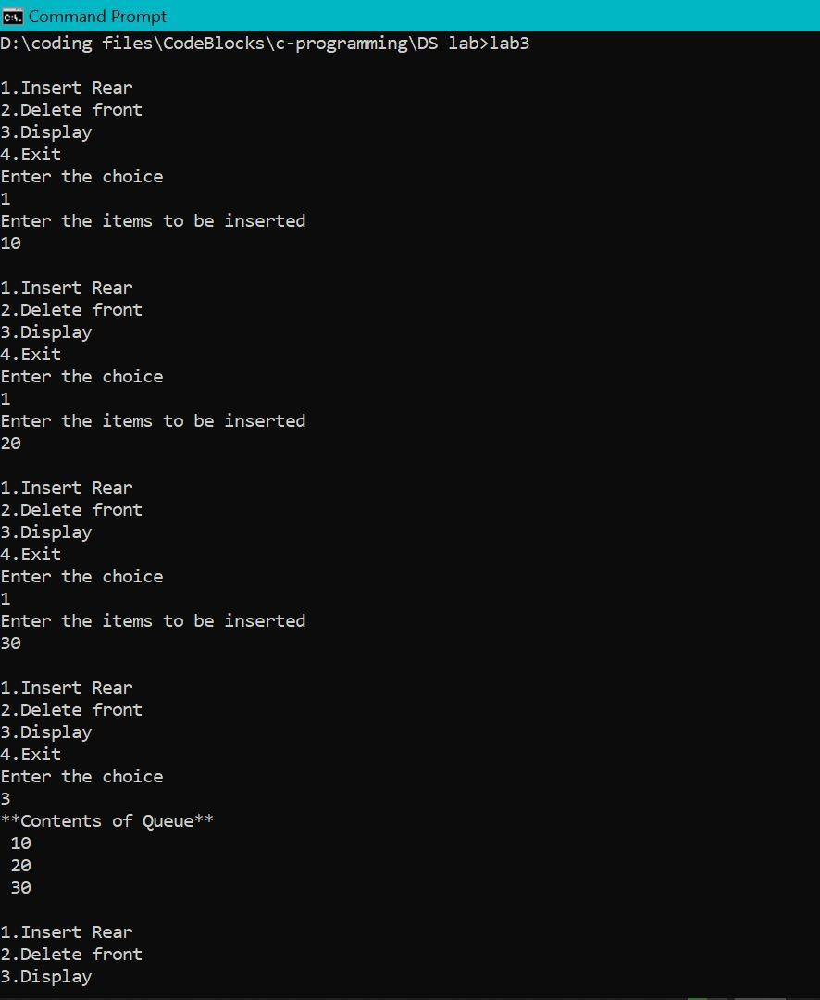 Command Prompt
D:\coding files\CodeBlocks\c-programming\DS lab>lab3
1.Insert Rear
2.Delete front
3.Display
4.Exit
Enter the choice
1
Enter the items to be inserted
10
1.Insert Rear
2.Delete front
3.Display
4.Exit
Enter the choice
1
Enter the items to be inserted
20
1.Insert Rear
2.Delete front
3.Display
4.Exit
Enter the choice
1
Enter the items to be inserted
30
1.Insert Rear
2.Delete front
3.Display
4.Exit
Enter the choice
3
**Contents of Queue**
10
20
30
1.Insert Rear
2.Delete front
3.Display